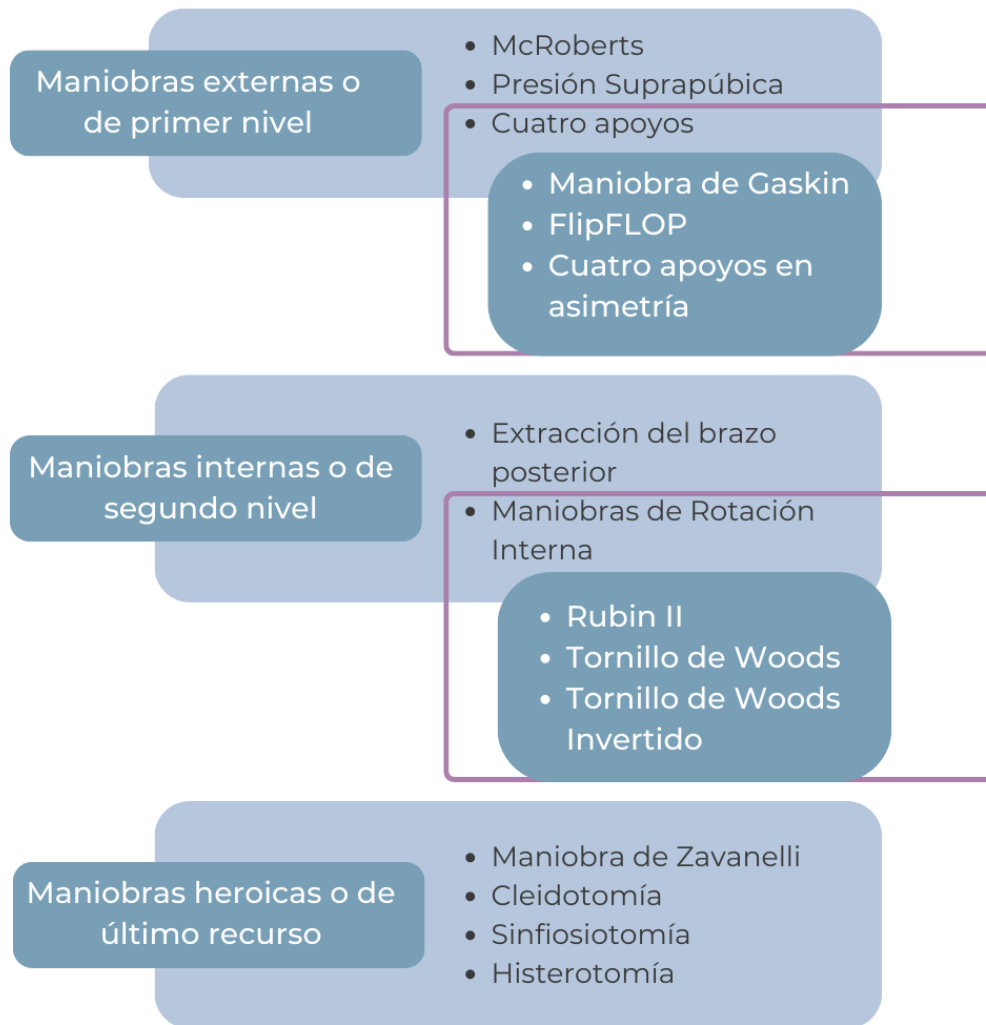 Maniobras externas o
de primer nivel
• McRoberts
• Presión Suprapúbica
• Cuatro apoyos
• Maniobra de Gaskin
• FlipFLOP
• Cuatro apoyos en
asimetría
Maniobras internas o de
segundo nivel
• Extracción del brazo
posterior
• Maniobras de Rotación
Interna
• Rubin II
• Tornillo de Woods
• Tornillo de Woods
Invertido
Maniobras heroicas o de
último recurso
• Maniobra de Zavanelli
• Cleidotomía
• Sinfiosiotomía
• Histerotomía